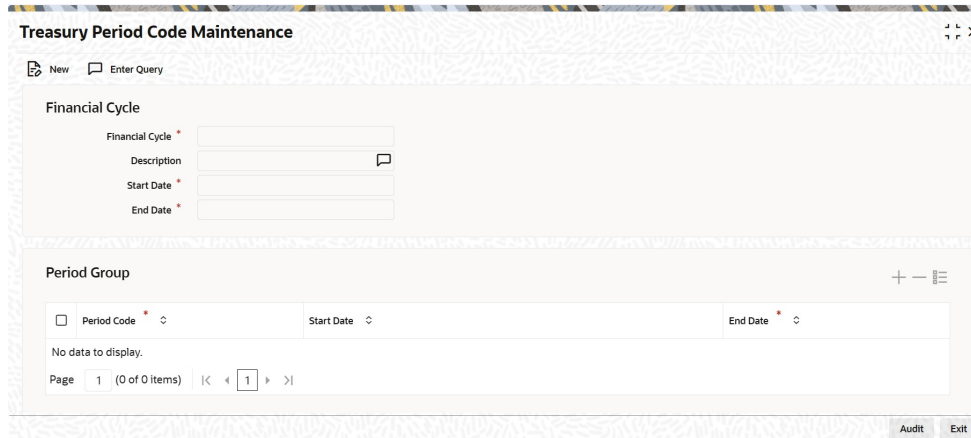 Treasury Period Code Maintenance
New Enter Query
Financial Cycle
Financial Cycle *
Description
Start Date *
End Date *
Period Group
Period Code * Start Date End Date *
No data to display.
Page 1 (0 of 0 items) 1
Audit Exit